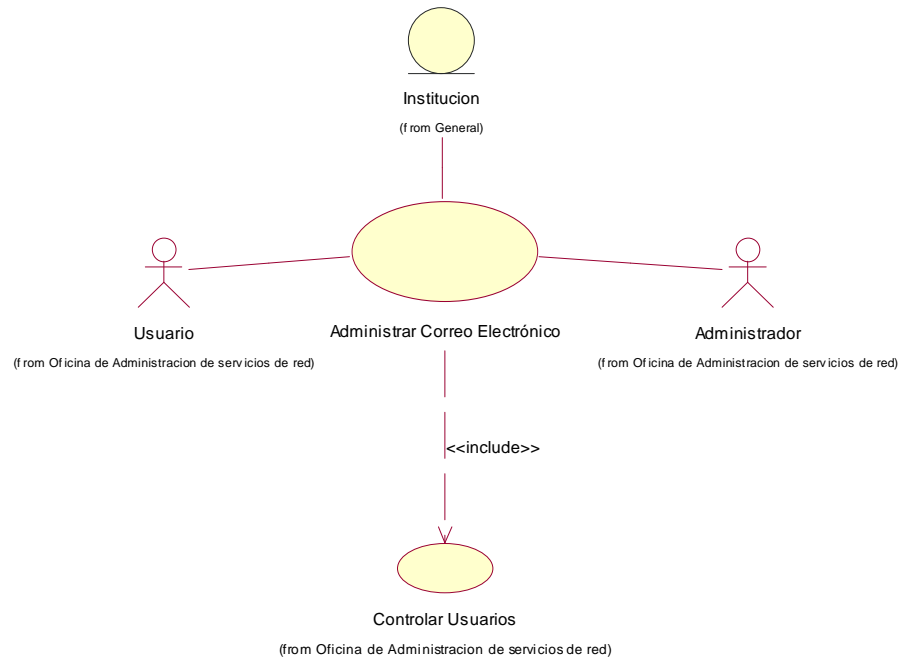 Institucion
(from General)
Usuario
(from Oficina de Administracion de servicios de red)
Administrar Correo Electrónico
Administrador
(from Oficina de Administracion de servicios de red)
<<include>>
Controlar Usuarios
(from Oficina de Administracion de servicios de red)